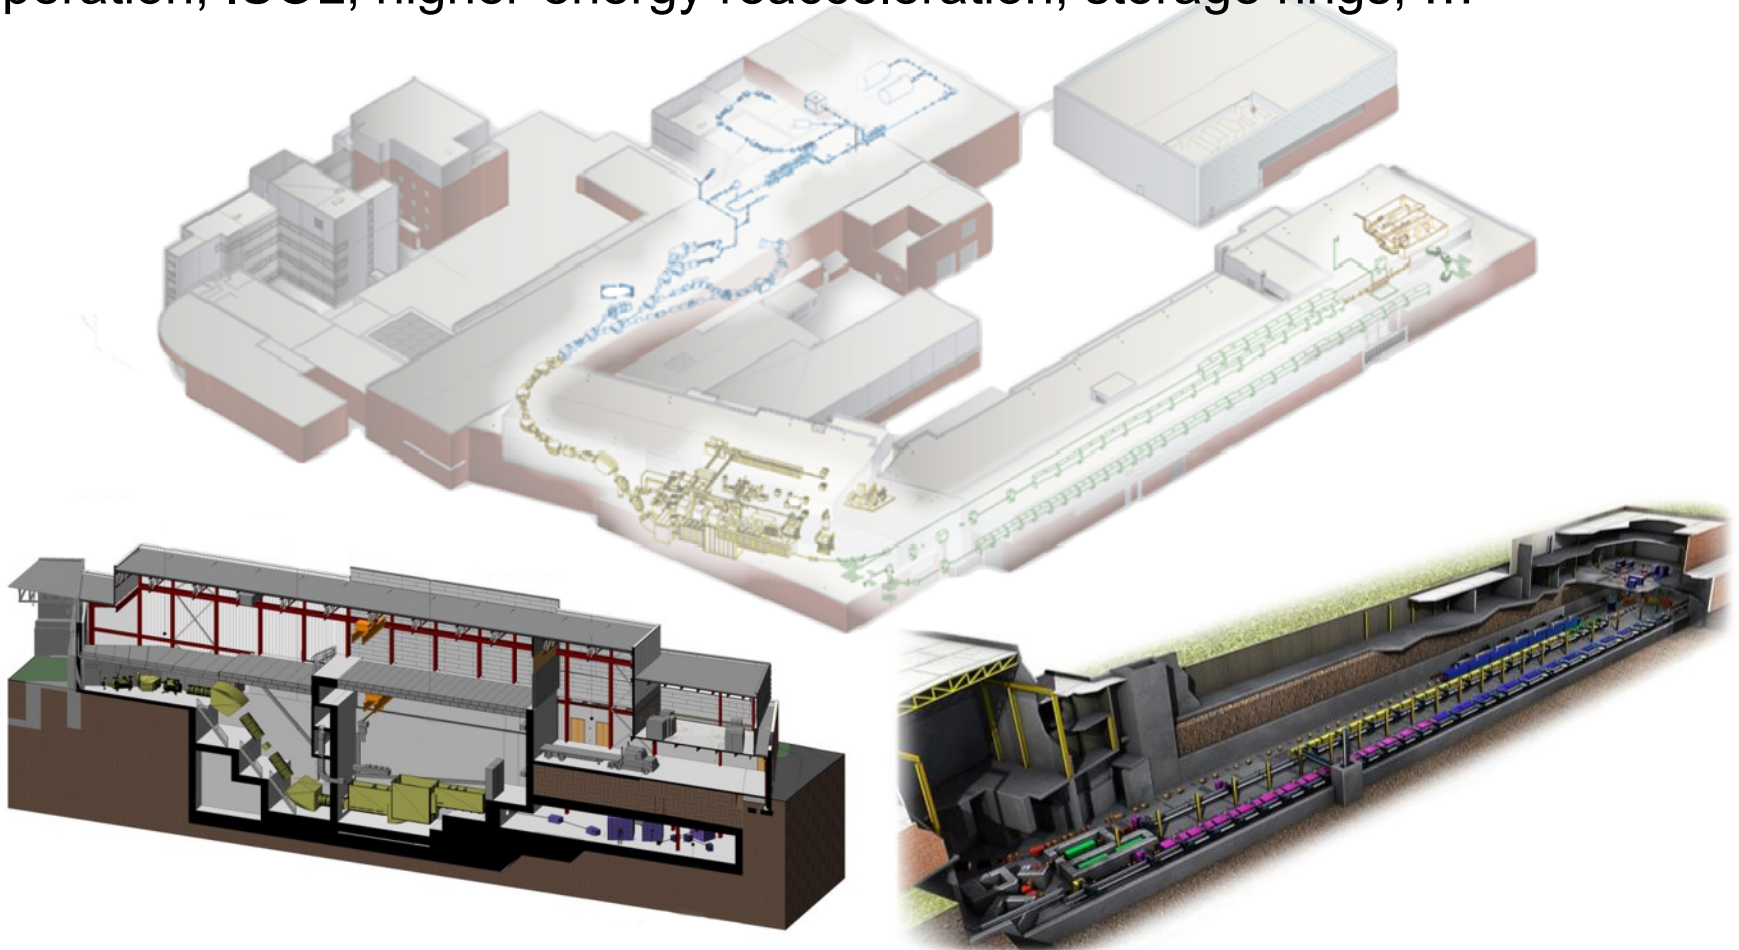 peration, ISOL, higher-energy reacceleration, storage rings, ...